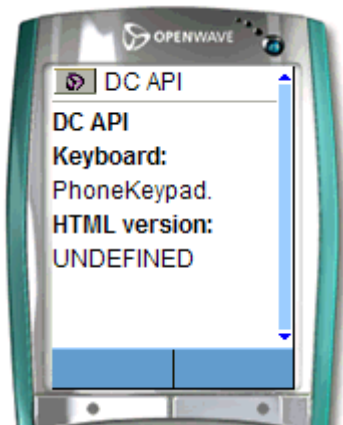 OPENWAVE
DC API
DC API
Keyboard:
PhoneKeypad.
HTML version:
UNDEFINED